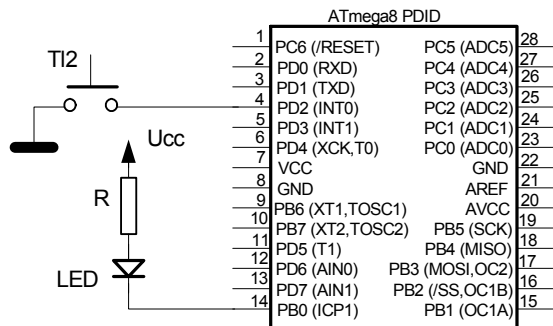 ATmega8 PDID
1 PC6 (/RESET) PC5 (ADC5) 28
2 PD0 (RXD) PC4 (ADC4) 27
3 PD1 (TXD) PC3 (ADC3) 26
4 PD2 (INT0) PC2 (ADC2) 25
5 PD3 (INT1) PC1 (ADC1) 24
6 PD4 (XCK,T0) PC0 (ADC0) 23
7 VCC GND 22
8 GND AREF 21
9 PB6 (XT1,TOSC1) AVCC 20
10 PB7 (XT2,TOSC2) PB5 (SCK) 19
11 PD5 (T1) PB4 (MISO) 18
12 PD6 (AIN0) PB3 (MOSI,OC2) 17
13 PD7 (AIN1) PB2 (/SS,OC1B) 16
14 PB0 (ICP1) PB1 (OC1A) 15
Tl2
Ucc
R
LED